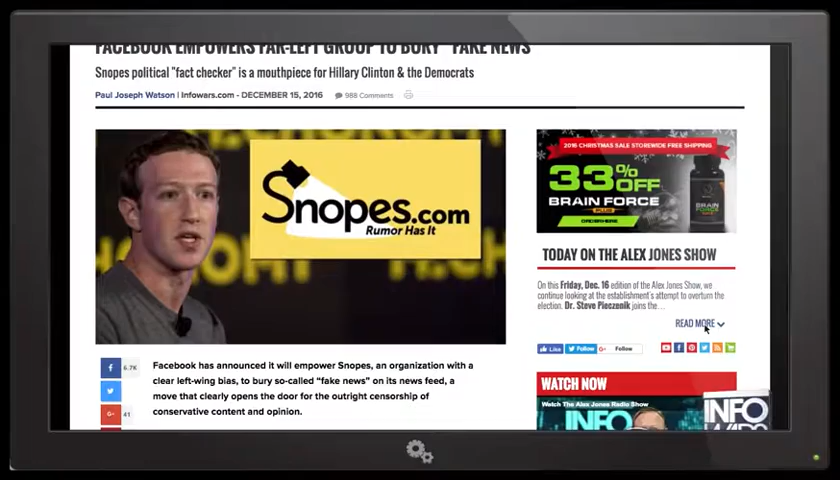 FACEBOOK EMPOWERS FAR-LEFT GROUP TO BURY "FAKE NEWS"
Snopes political "fact checker" is a mouthpiece for Hillary Clinton & the Democrats
Paul Joseph Watson | Infowars.com - DECEMBER 15, 2016 988 Comments
Snopes.com
Rumor Has It
2016 CHRISTMAS SALE STOREWIDE FREE SHIPPING
33% OFF
BRAIN FORCE
PLUS
ORDER HERE
TODAY ON THE ALEX JONES SHOW
On this Friday, Dec. 16 edition of the Alex Jones Show, we
continue looking at the establishment's attempt to overturn the
election. Dr. Steve Pieczenik joins the...
READ MORE
Like Follow G+ Follow
6.7K
G+ 41
Facebook has announced it will empower Snopes, an organization with a
clear left-wing bias, to bury so-called "fake news" on its news feed, a
move that clearly opens the door for the outright censorship of
conservative content and opinion.
WATCH NOW
Watch The Alex Jones Radio Show
INFO
INFO